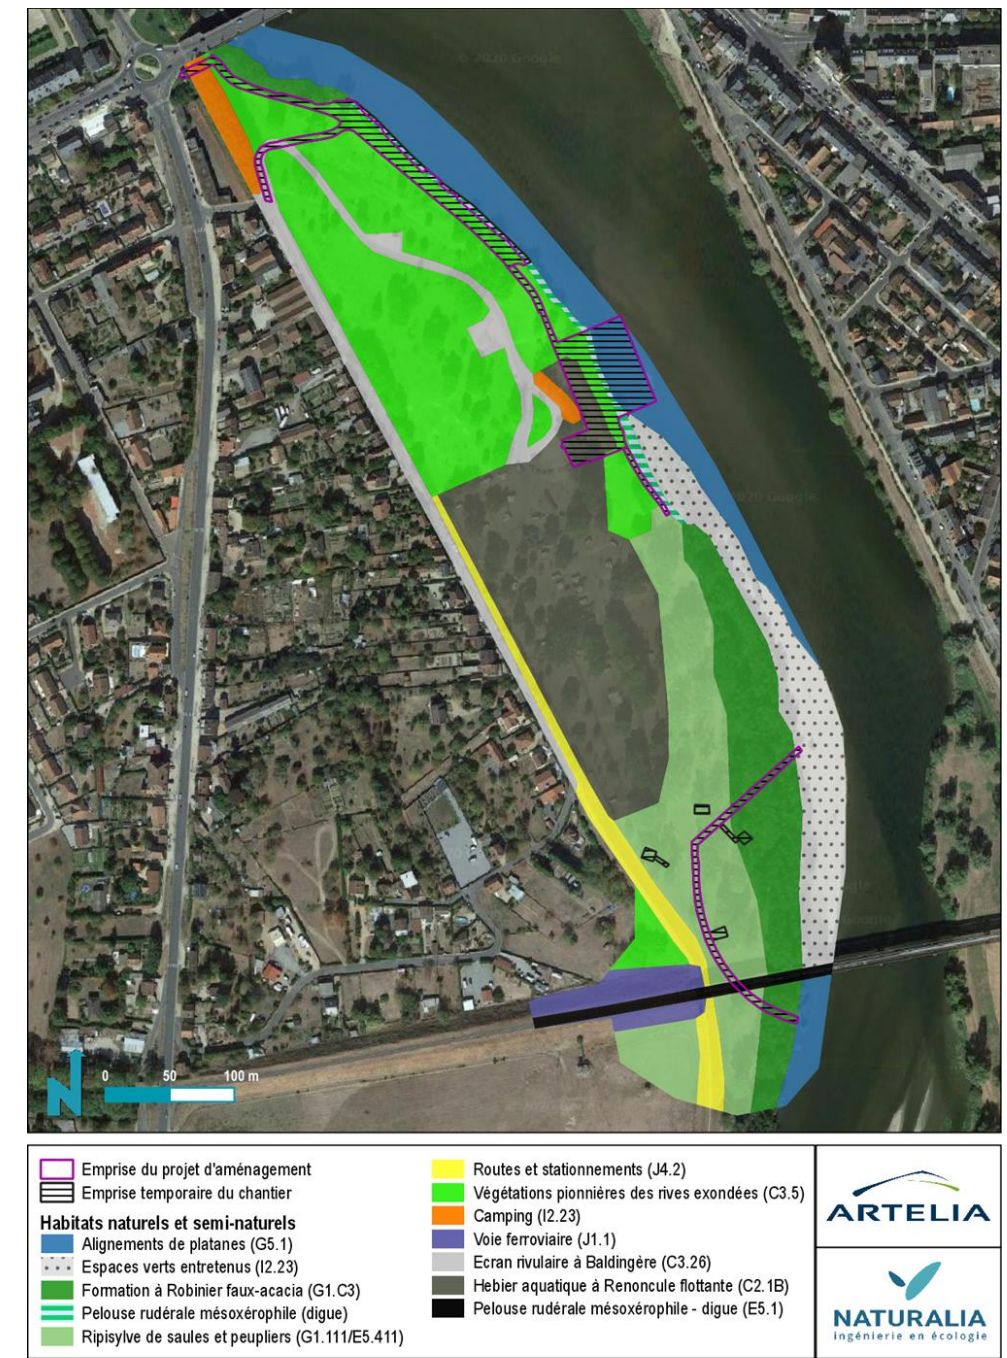 © 2020 Google
2020 Google
N
0 50 100 m
Emprise du projet d'aménagement
Emprise temporaire du chantier
Habitats naturels et semi-naturels
Alignements de platanes (G5.1)
Espaces verts entretenus (I2.23)
Formation à Robinier faux-acacia (G1.C3)
Pelouse rudérale mésoxérophile (digue)
Ripisylve de saules et peupliers (G1.111/E5.411)
Routes et stationnements (J4.2)
Végétations pionnières des rives exondées (C3.5)
Camping (I2.23)
Voie ferroviaire (J1.1)
Ecran rivulaire à Baldingère (C3.26)
Hebier aquatique à Renoncule flottante (C2.1B)
Pelouse rudérale mésoxérophile - digue (E5.1)
ARTELIA
NATURALIA
ingénierie en écologie